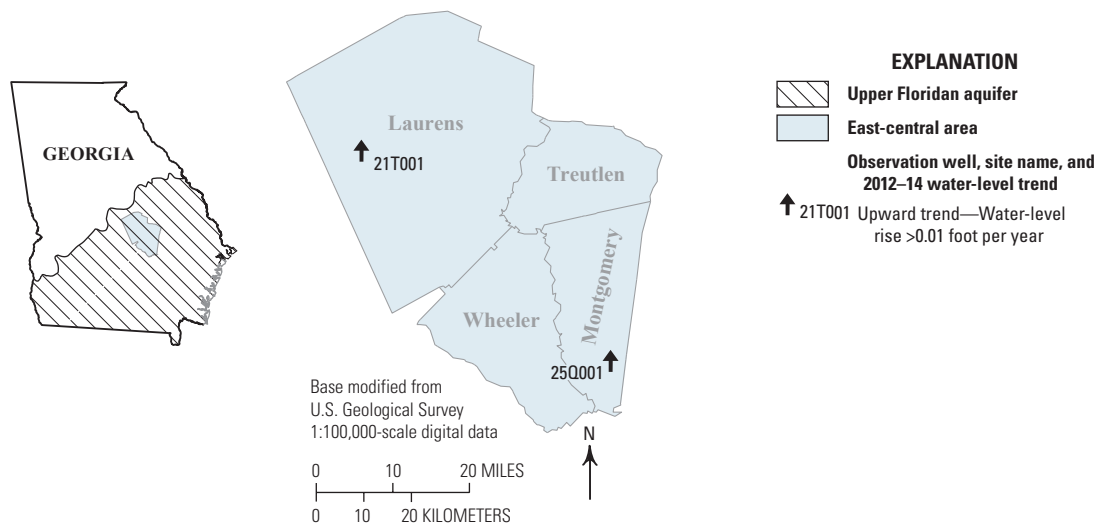 GEORGIA
Laurens
21T001
Treutlen
Montgomery
Wheeler
25Q001
Base modified from
U.S. Geological Survey
1:100,000-scale digital data
N
0 10 20 MILES
0 10 20 KILOMETERS
EXPLANATION
Upper Floridan aquifer
East-central area
Observation well, site name, and
2012–14 water-level trend
21T001 Upward trend—Water-level
rise >0.01 foot per year